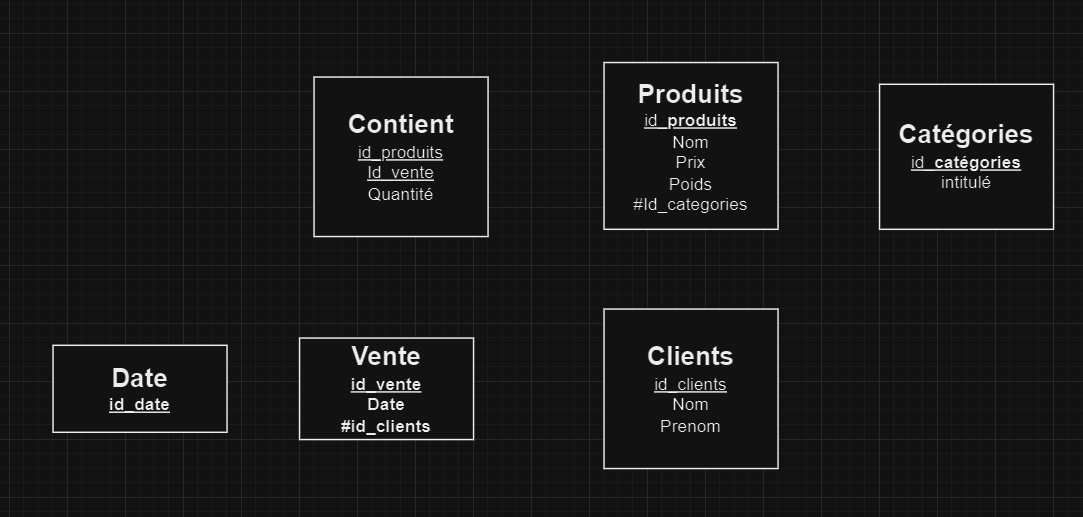 Contient
id_produits
Id_vente
Quantité
Produits
id_produits
Nom
Prix
Poids
#Id_categories
Catégories
id_catégories
intitulé
Date
id_date
Vente
id_vente
Date
#id_clients
Clients
id_clients
Nom
Prenom